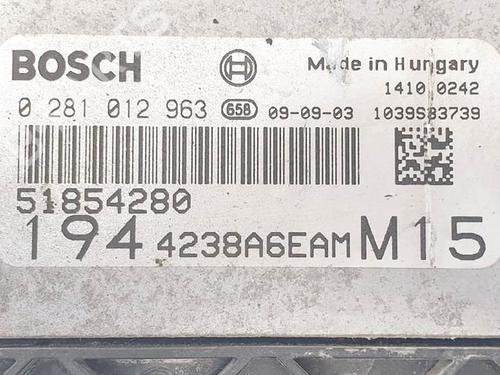 BOSCH
Made in Hungary
1410 0242
0 281 012 963 658 09-09-03 1039S83739
51854280
194 4238A6EAM M15